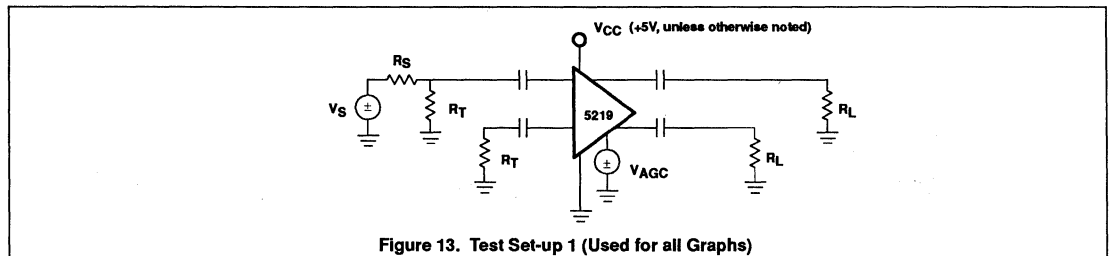 VCC (+5V, unless otherwise noted)
RS
VS
RT
5219
RL
RT
VAGC
RL
Figure 13. Test Set-up 1 (Used for all Graphs)